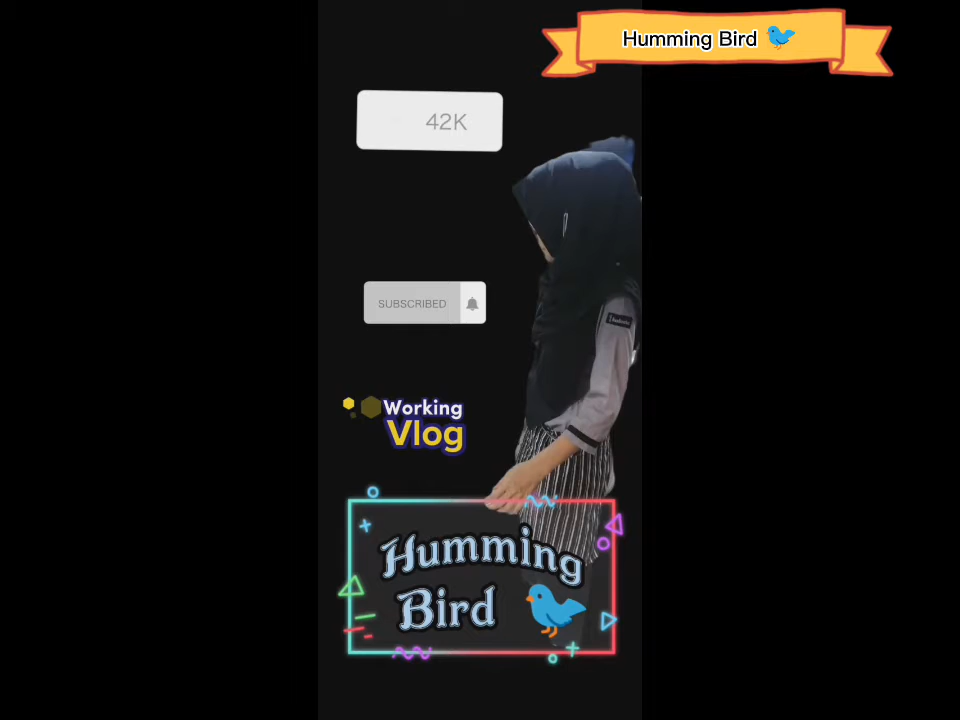 Humming Bird 🐦
42K
SUBSCRIBED
Working
Vlog
Humming
Bird 🐦